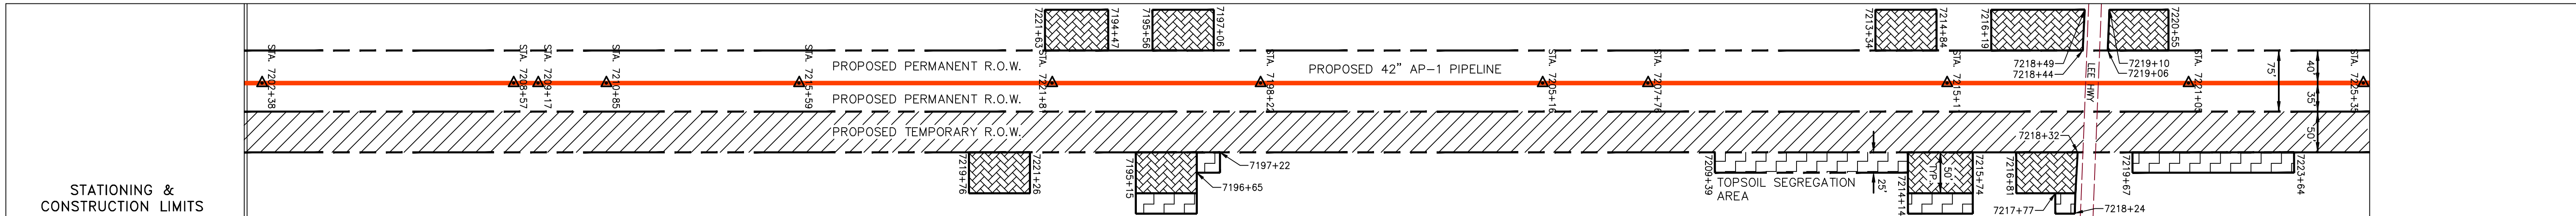 7221+63
7194+47
7195+56
7197+06
7213+34
7214+84
7216+19
7220+55
STA. 7202+38
STA. 7208+57
STA. 7209+17
STA. 7210+85
STA. 7215+59
STA. 7221+8
STA. 7198+22
STA. 7205+16
STA. 7207+76
STA. 7215+1
STA. 7221+05
STA. 7225+35
PROPOSED PERMANENT R.O.W.
PROPOSED 42" AP-1 PIPELINE
7218+49
7218+44
7219+10
7219+06
LEE HWY
75'
40'
35'
50'
PROPOSED PERMANENT R.O.W.
PROPOSED TEMPORARY R.O.W.
7218+32
7219+76
7221+26
7195+15
7197+22
7196+65
7209+39
TOPSOIL SEGREGATION
AREA
25'
7214+14
50'
TYP.
7215+74
7216+81
7217+77
7218+24
7219+67
7223+64
STATIONING &
CONSTRUCTION LIMITS